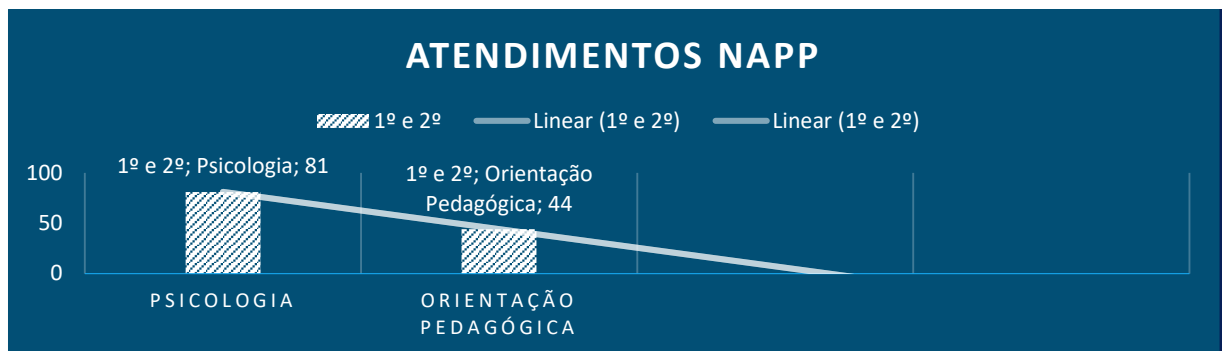 ATENDIMENTOS NAPP
1º e 2º Linear (1º e 2º) Linear (1º e 2º)
1º e 2º; Psicologia; 81
1º e 2º; Orientação
Pedagógica; 44
100
50
0
PSICOLOGIA
ORIENTAÇÃO
PEDAGÓGICA